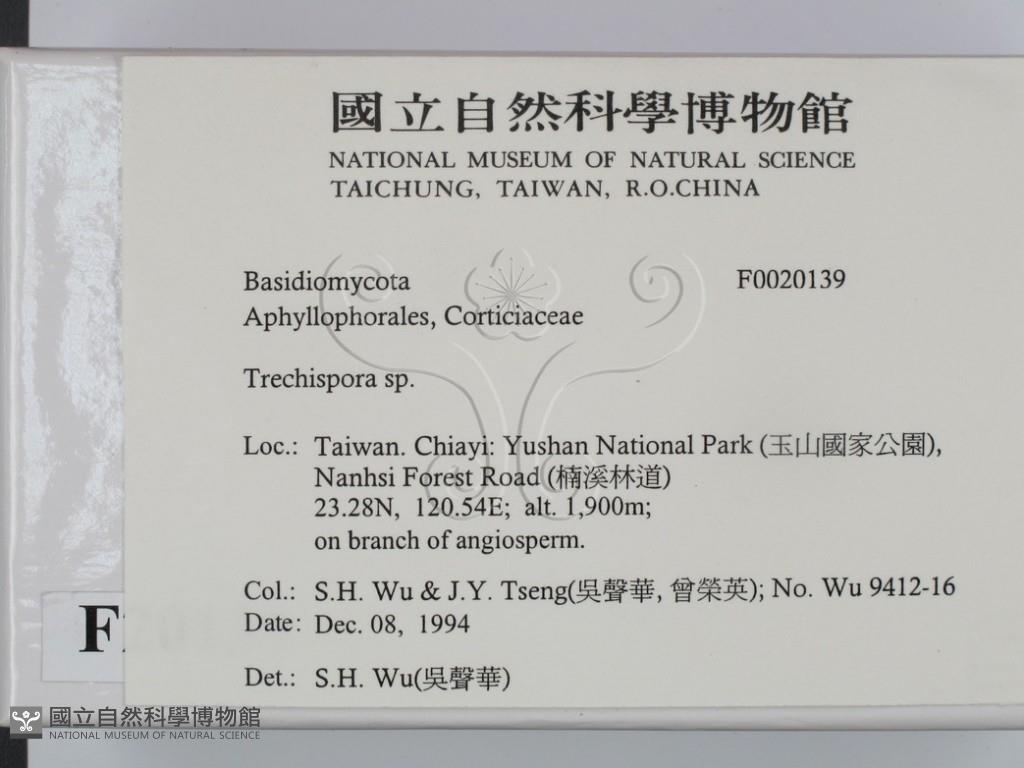 國立自然科學博物館
NATIONAL MUSEUM OF NATURAL SCIENCE
TAICHUNG, TAIWAN, R.O.CHINA
Basidiomycota F0020139
Aphyllophorales, Corticiaceae
Trechispora sp.
Loc.: Taiwan. Chiayi: Yushan National Park (玉山國家公園),
Nanhsi Forest Road (楠溪林道)
23.28N, 120.54E; alt. 1,900m;
on branch of angiosperm.
Col.: S.H. Wu & J.Y. Tseng(吳聲華, 曾榮英); No. Wu 9412-16
Date: Dec. 08, 1994
Det.: S.H. Wu(吳聲華)
F
國立自然科學博物館
NATIONAL MUSEUM OF NATURAL SCIENCE